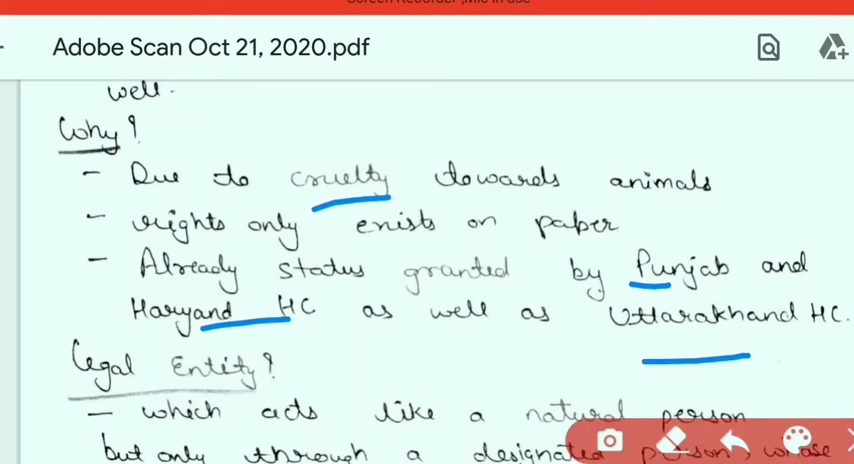 Adobe Scan Oct 21, 2020.pdf
well.
Why?
- Due to cruelty towards animals
- rights only exists on paper
- Already status granted by Punjab and
Haryand HC as well as Uttarakhand HC.
Legal Entity?
- which acts like a natural person
but only through a designated person, whose